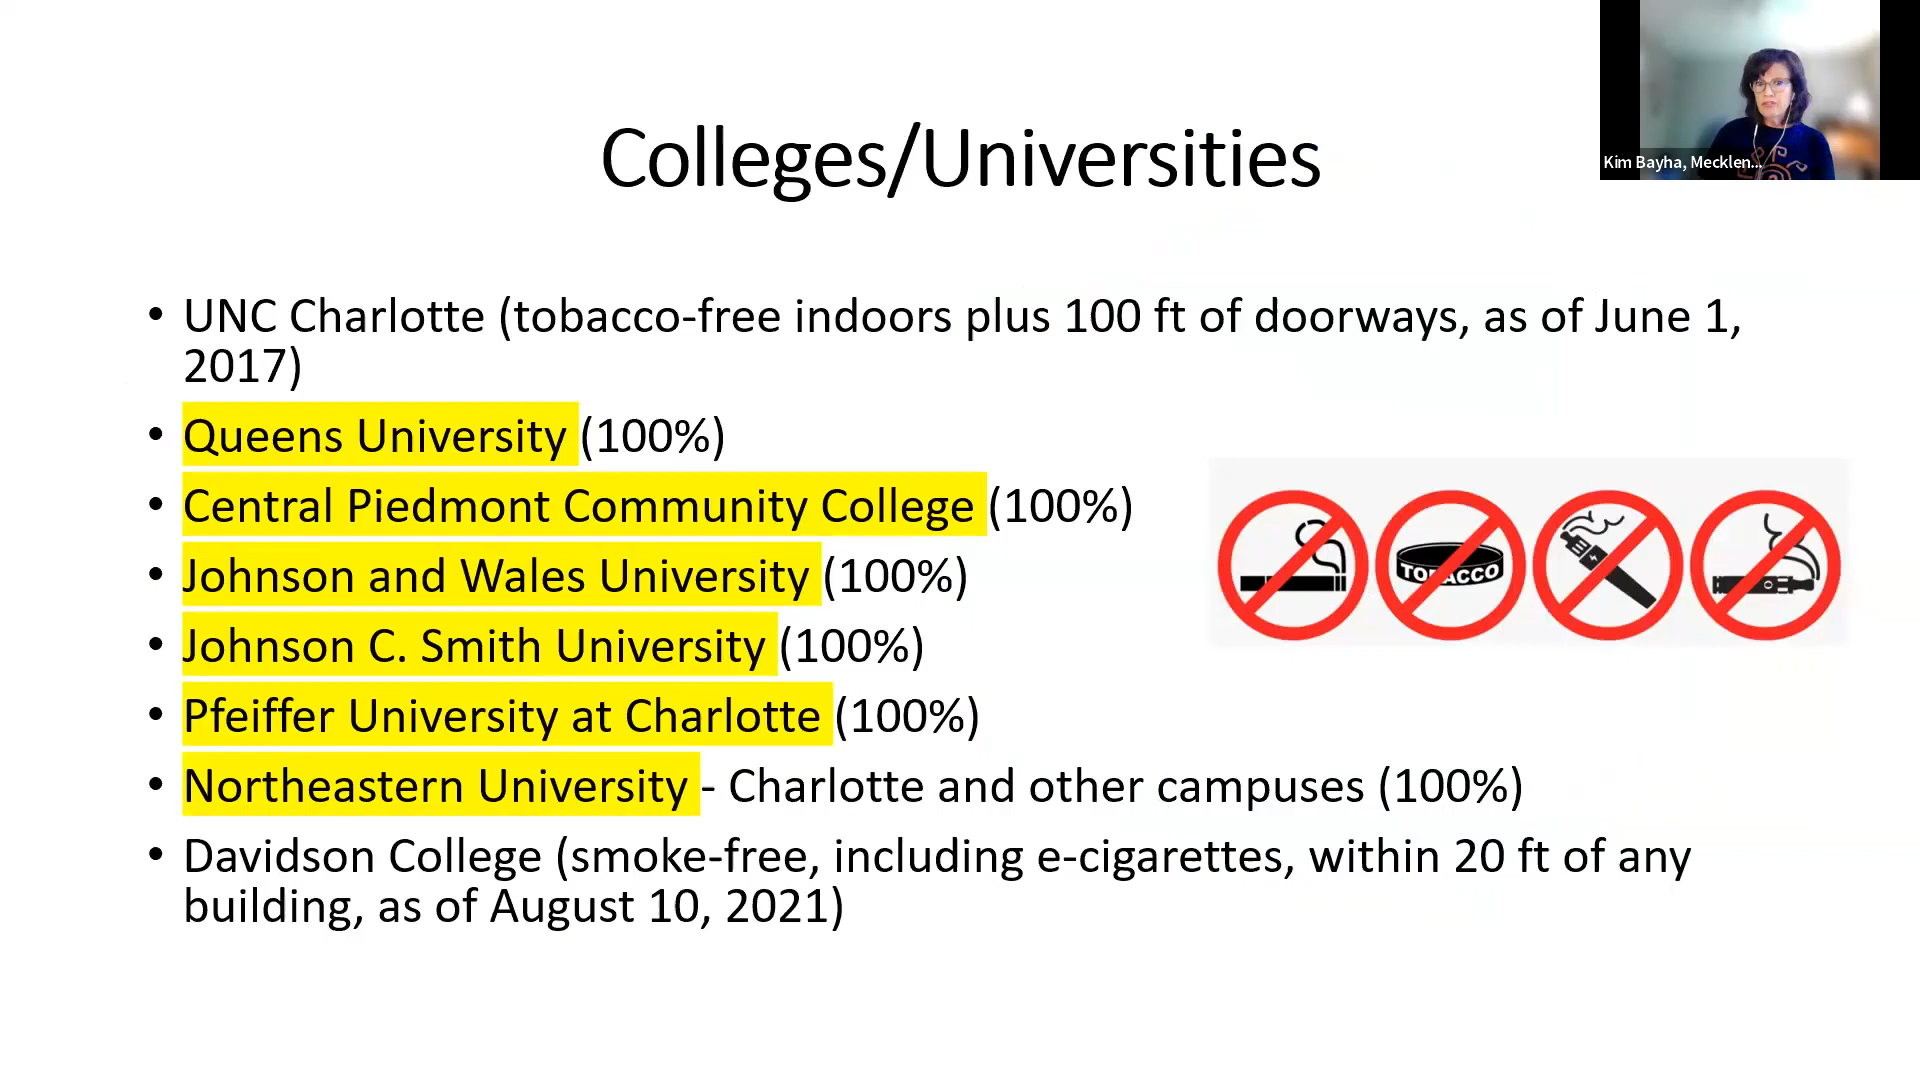 Colleges/Universities
Kim Bayha, Mecklen...
• UNC Charlotte (tobacco-free indoors plus 100 ft of doorways, as of June 1,
2017)
• Queens University (100%)
• Central Piedmont Community College (100%)
• Johnson and Wales University (100%)
• Johnson C. Smith University (100%)
• Pfeiffer University at Charlotte (100%)
• Northeastern University - Charlotte and other campuses (100%)
• Davidson College (smoke-free, including e-cigarettes, within 20 ft of any
building, as of August 10, 2021)
TOBACCO